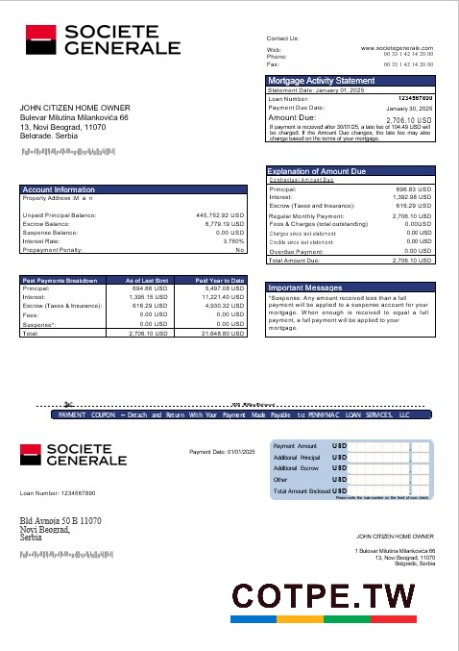 SOCIETE
GENERALE
Contact Us:
Web: www.societegenerale.com
Phone: 00 33 1 42 14 20 00
Fax: 00 33 1 42 14 20 00
Mortgage Activity Statement
Statement Date: January 01, 2025
Loan Number: 1234567890
Payment Due Date: January 30, 2025
Amount Due: 2,706.10 USD
If payment is received after 30/01/25, a late fee of 104.49 USD will
be charged. If the Amount Due changes, the late fee may also
change based on the terms of your mortgage.
JOHN CITIZEN HOME OWNER
Bulevar Milutina Milankovića 66
13, Novi Beograd, 11070
Belgrade. Serbia
Explanation of Amount Due
Contractual Amount Due
Principal: 696.83 USD
Interest: 1,392.98 USD
Escrow (Taxes and Insurance): 616.29 USD
Regular Monthly Payment: 2,706.10 USD
Fees & Charges (total outstanding) 0.00USD
Charges since last statement: 0.00 USD
Credits since last statement: 0.00 USD
Overdue Payment: 0.00 USD
Total Amount Due: 2,706.10 USD
Account Information
Property Address :M a n
Unpaid Principal Balance: 445,752.92 USD
Escrow Balance: 6,779.19 USD
Suspense Balance: 0.00 USD
Interest Rate: 3.750%
Prepayment Penalty: No
Past Payments Breakdown As of Last Stmt Paid Year to Date
Principal: 694.66 USD 5,497.08 USD
Interest: 1,395.15 USD 11,221.40 USD
Escrow (Taxes & Insurance): 616.29 USD 4,930.32 USD
Fees: 0.00 USD 0.00 USD
Suspense*: 0.00 USD 0.00 USD
Total: 2,706.10 USD 21,648.80 USD
Important Messages
*Suspense: Any amount received less than a full
payment will be applied to a suspense account for your
mortgage. When enough is received to equal a full
payment, a full payment will be applied to your
mortgage.
PAYMENT COUPON – Detach and Return With Your Payment Made Payable to: PENNYMAC LOAN SERVICES, LLC
SOCIETE
GENERALE
Payment Date: 01/01/2025
Payment Amount USD
Additional Principal USD
Additional Escrow USD
Other USD
Total Amount Enclosed USD
Please write the loan number on the front of your check
Loan Number: 1234567890
Bld Avnoja 50 B 11070
Novi Beograd,
Serbia
JOHN CITIZEN HOME OWNER
1 Bulevar Milutina Milankovića 66
13, Novi Beograd, 11070
Belgrade, Serbia
COTPE.TW